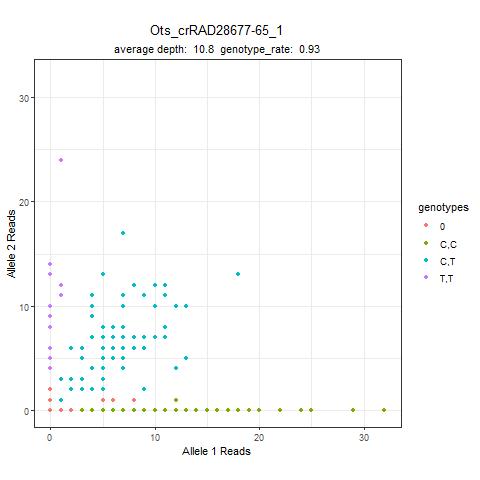 Ots_crRAD28677-65_1
average depth: 10.8 genotype_rate: 0.93
Allele 2 Reads
30
20
10
0
0 10 20 30
Allele 1 Reads
genotypes
0
C,C
C,T
T,T